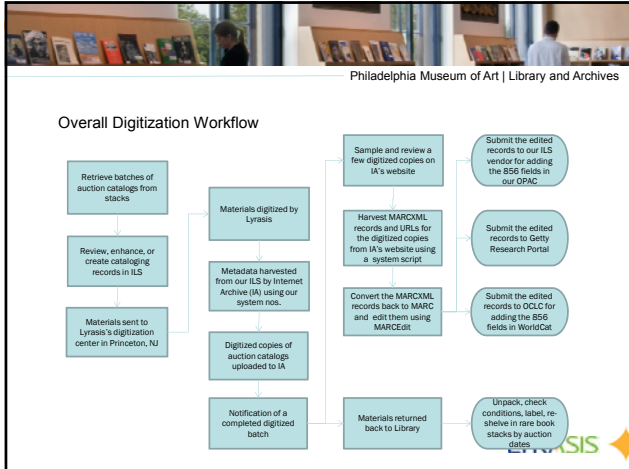 Philadelphia Museum of Art | Library and Archives
Overall Digitization Workflow
Retrieve batches of
auction catalogs from
stacks
Review, enhance, or
create cataloging
records in ILS
Materials sent to
Lyrasis's digitization
center in Princeton, NJ
Materials digitized by
Lyrasis
Metadata harvested
from our ILS by Internet
Archive (IA) using our
system nos.
Digitized copies of
auction catalogs
uploaded to IA
Notification of a
completed digitized
batch
Sample and review a
few digitized copies on
IA's website
Harvest MARCXML
records and URLs for
the digitized copies
from IA's website using
a system script
Convert the MARCXML
records back to MARC
and edit them using
MARCEdit
Materials returned
back to Library
Submit the edited
records to our ILS
vendor for adding
the 856 fields in
our OPAC
Submit the edited
records to Getty
Research Portal
Submit the edited
records to OCLC for
adding the 856
fields in WorldCat
Unpack, check
conditions, label, re-
shelve in rare book
stacks by auction
dates